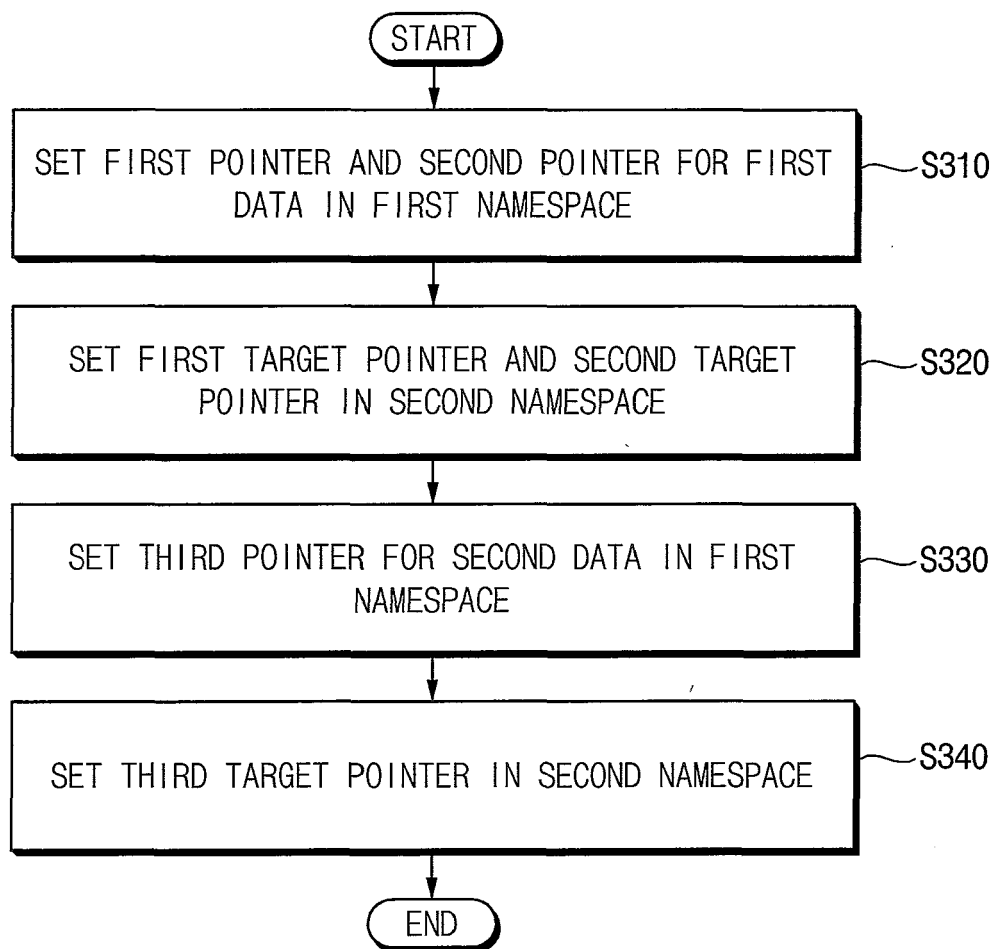 START
SET FIRST POINTER AND SECOND POINTER FOR FIRST
DATA IN FIRST NAMESPACE
S310
SET FIRST TARGET POINTER AND SECOND TARGET
POINTER IN SECOND NAMESPACE
S320
SET THIRD POINTER FOR SECOND DATA IN FIRST
NAMESPACE
S330
SET THIRD TARGET POINTER IN SECOND NAMESPACE
S340
END